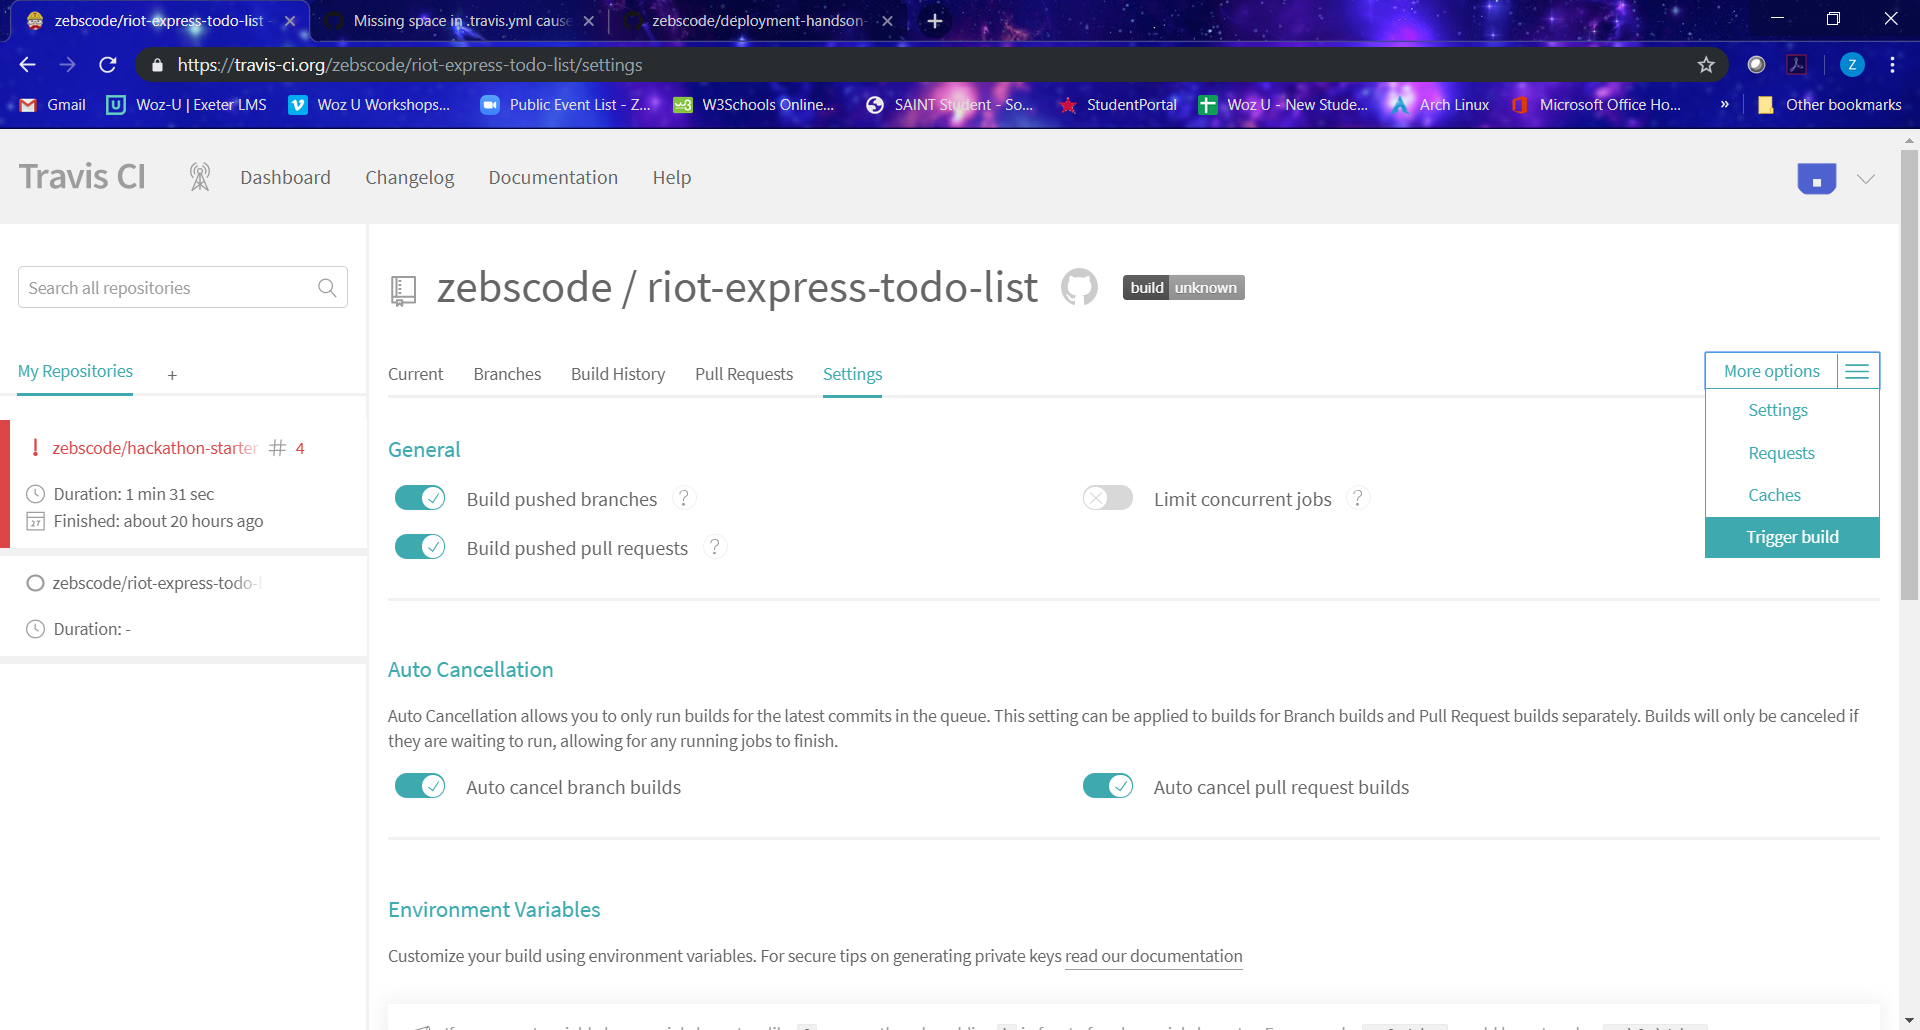 zebscode/riot-express-todo-list
Missing space in .travis.yml cause
zebscode/deployment-handson-
https://travis-ci.org/zebscode/riot-express-todo-list/settings
Z
Gmail
Woz-U | Exeter LMS
Woz U Workshops...
Public Event List - Z...
W3Schools Online...
SAINT Student - So...
StudentPortal
Woz U - New Stude...
Arch Linux
Microsoft Office Ho...
»
Other bookmarks
Travis CI
Dashboard
Changelog
Documentation
Help
Search all repositories
My Repositories
+
zebscode/hackathon-starter # 4
Duration: 1 min 31 sec
27 Finished: about 20 hours ago
zebscode/riot-express-todo-l
Duration: -
zebscode / riot-express-todo-list
build unknown
Current
Branches
Build History
Pull Requests
Settings
More options
Settings
Requests
Caches
Trigger build
General
Build pushed branches ?
Limit concurrent jobs ?
Build pushed pull requests ?
Auto Cancellation
Auto Cancellation allows you to only run builds for the latest commits in the queue. This setting can be applied to builds for Branch builds and Pull Request builds separately. Builds will only be canceled if
they are waiting to run, allowing for any running jobs to finish.
Auto cancel branch builds
Auto cancel pull request builds
Environment Variables
Customize your build using environment variables. For secure tips on generating private keys read our documentation